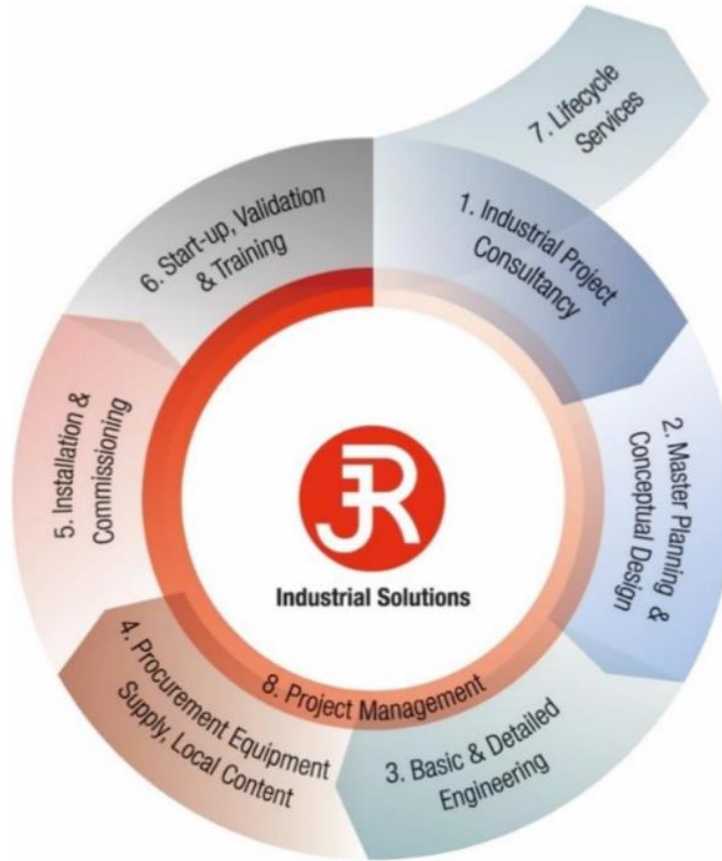 7. Lifecycle
Services
1. Industrial Project
Consultancy
2. Master Planning &
Conceptual Design
3. Basic & Detailed
Engineering
4. Procurement Equipment
Supply, Local Content
5. Installation &
Commissioning
6. Start-up, Validation
& Training
8. Project Management
JR
Industrial Solutions